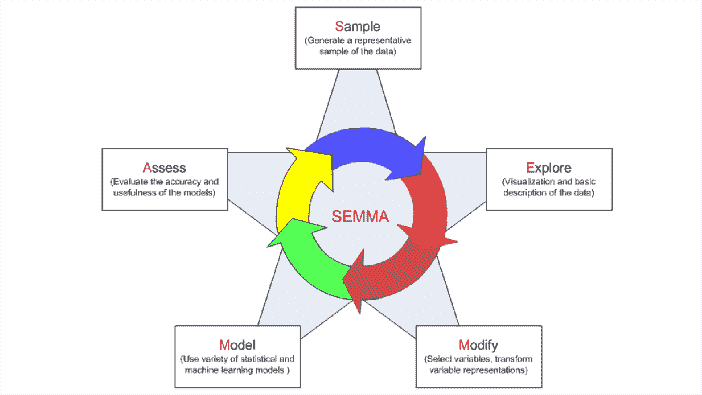 Sample
(Generate a representative
sample of the data)
Assess
(Evaluate the accuracy and
usefulness of the models)
Explore
(Visualization and basic
description of the data)
SEMMA
Model
(Use variety of statistical and
machine learning models )
Modify
(Select variables, transform
variable representations)